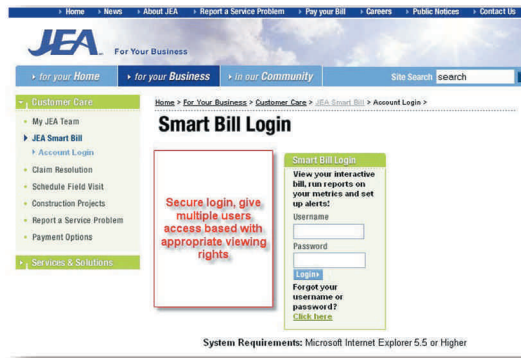 Home News About JEA Report a Service Problem Pay your Bill Careers Public Notices Contact Us
JEA
For Your Business
for your Home for your Business in our Community Site Search search
Customer Care
Home > For Your Business > Customer Care > JEA Smart Bill > Account Login >
My JEA Team
JEA Smart Bill
Account Login
Claim Resolution
Schedule Field Visit
Construction Projects
Report a Service Problem
Payment Options
Services & Solutions
Smart Bill Login
Secure login, give
multiple users
access based with
appropriate viewing
rights
Smart Bill Login
View your interactive
bill, run reports on
your metrics and set
up alerts!
Username
Password
Login
Forgot your
username or
password?
Click here
System Requirements: Microsoft Internet Explorer 5.5 or Higher